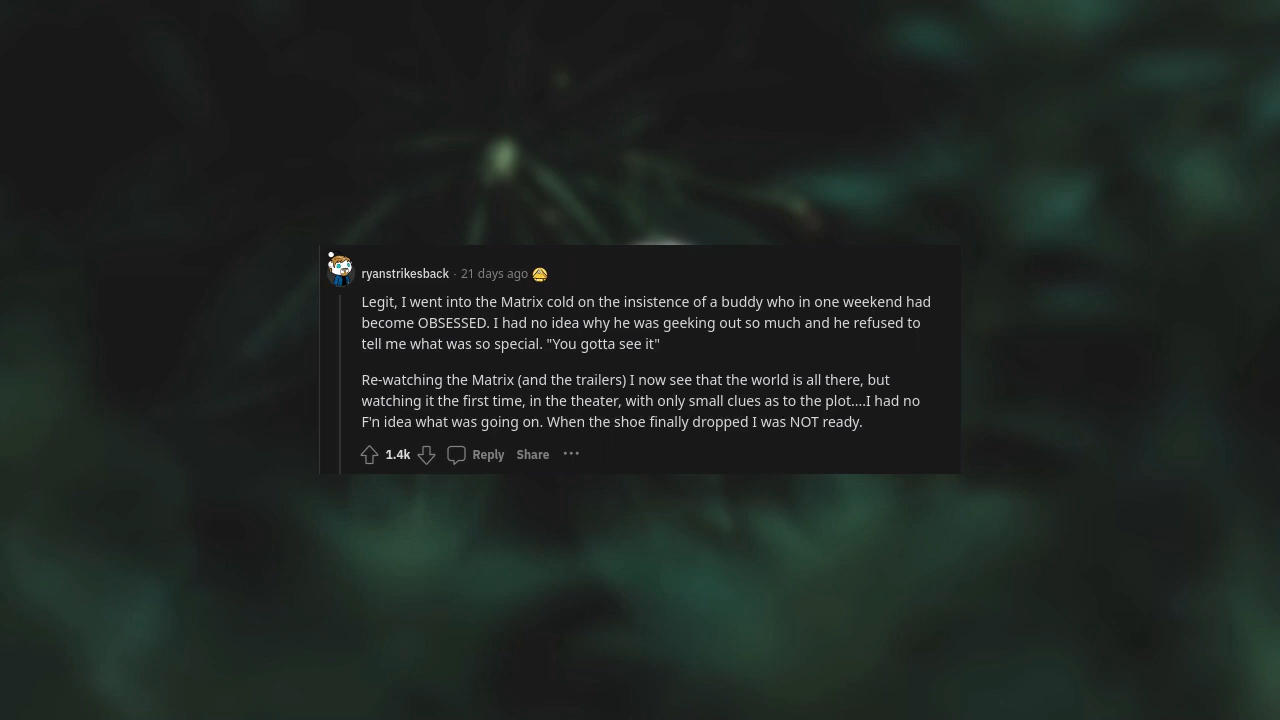 ryanstrikesback · 21 days ago
Legit, I went into the Matrix cold on the insistence of a buddy who in one weekend had
become OBSESSED. I had no idea why he was geeking out so much and he refused to
tell me what was so special. "You gotta see it"
Re-watching the Matrix (and the trailers) I now see that the world is all there, but
watching it the first time, in the theater, with only small clues as to the plot....I had no
F'n idea what was going on. When the shoe finally dropped I was NOT ready.
1.4k Reply Share ···